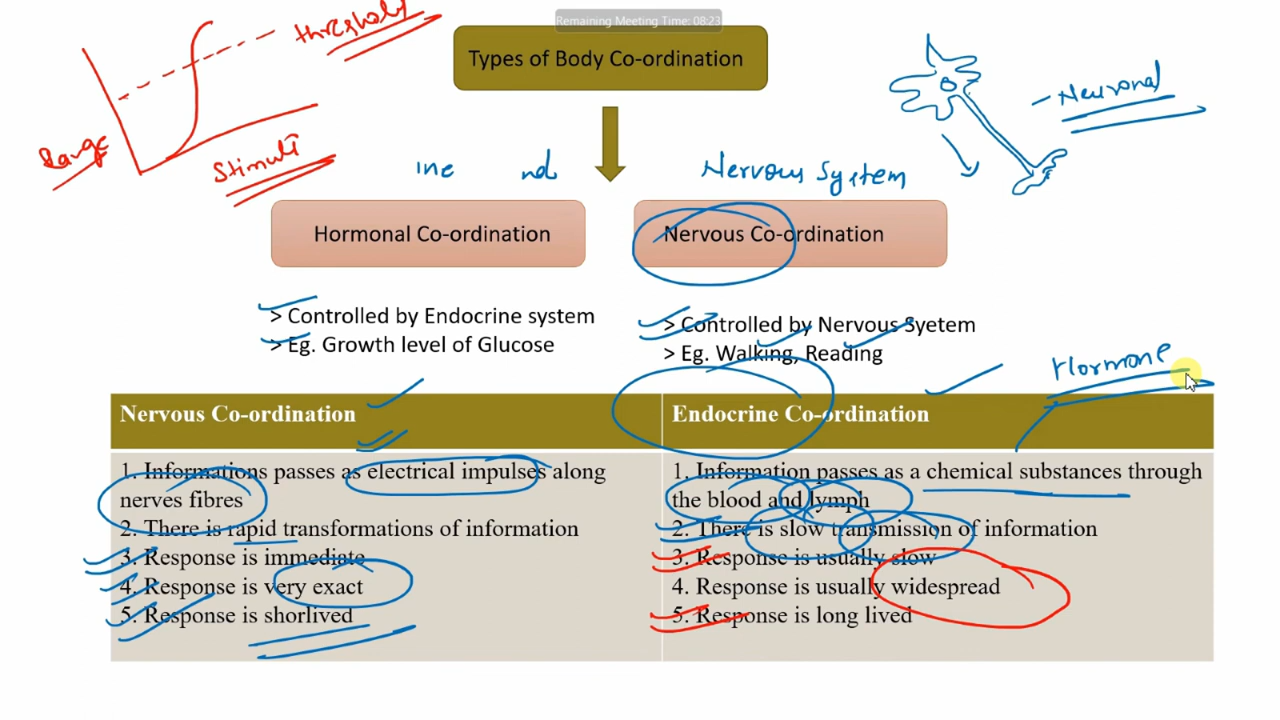 Remaining Meeting Time: 08:23
threshold
Types of Body Co-ordination
Neuronal
Range
Stimuli
ine nd Nervous System
Hormonal Co-ordination
Nervous Co-ordination
> Controlled by Endocrine system
> Eg. Growth level of Glucose
> Controlled by Nervous Syetem
> Eg. Walking, Reading
Hormone
Nervous Co-ordination
1. Informations passes as electrical impulses along
nerves fibres
2. There is rapid transformations of information
3. Response is immediate
4. Response is very exact
5. Response is shorlived
Endocrine Co-ordination
1. Information passes as a chemical substances through
the blood and lymph
2. There is slow transmission of information
3. Response is usually slow
4. Response is usually widespread
5. Response is long lived